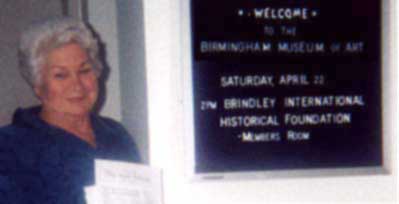 • WELCOME •
TO THE
BIRMINGHAM MUSEUM OF ART
SATURDAY, APRIL 22
2PM BRINDLEY INTERNATIONAL
HISTORICAL FOUNDATION
-MEMBERS ROOM